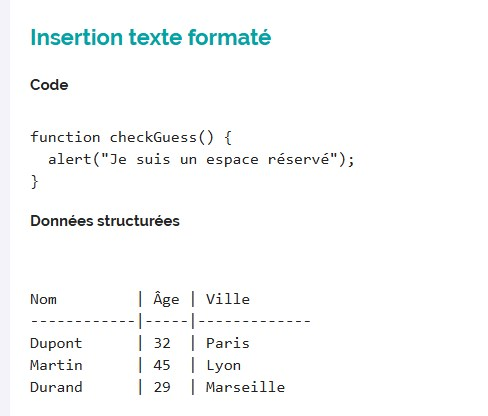 Insertion texte formaté
Code
function checkGuess() {
  alert("Je suis un espace réservé");
}
Données structurées
Nom         | Âge | Ville
------------|-----|-------------
Dupont      | 32  | Paris
Martin      | 45  | Lyon
Durand      | 29  | Marseille